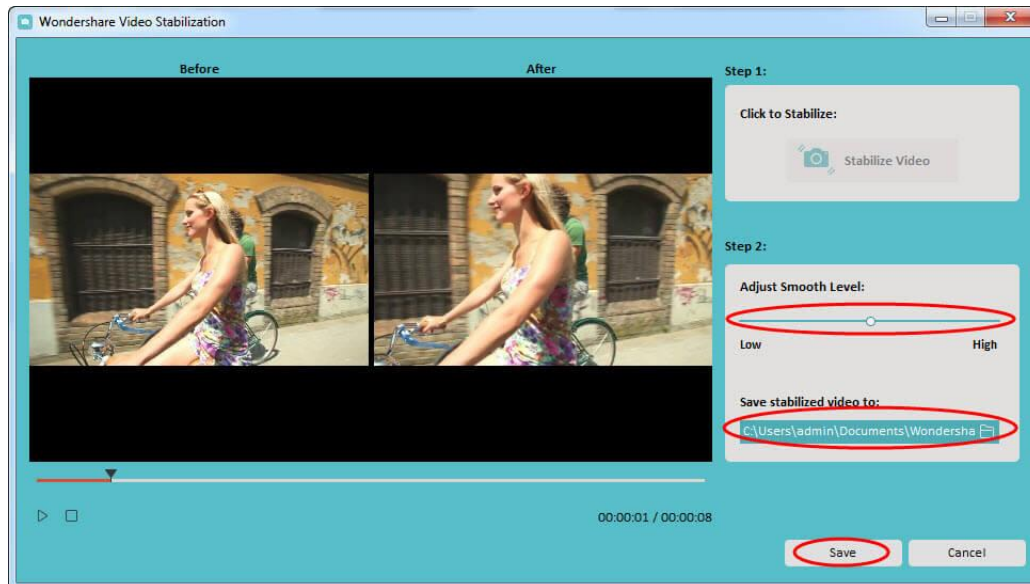 Wondershare Video Stabilization
Before
After
Step 1:
Click to Stabilize:
Stabilize Video
Step 2:
Adjust Smooth Level:
Low
High
Save stabilized video to:
C:\Users\admin\Documents\Wondersha
00:00:01 / 00:00:08
Save
Cancel